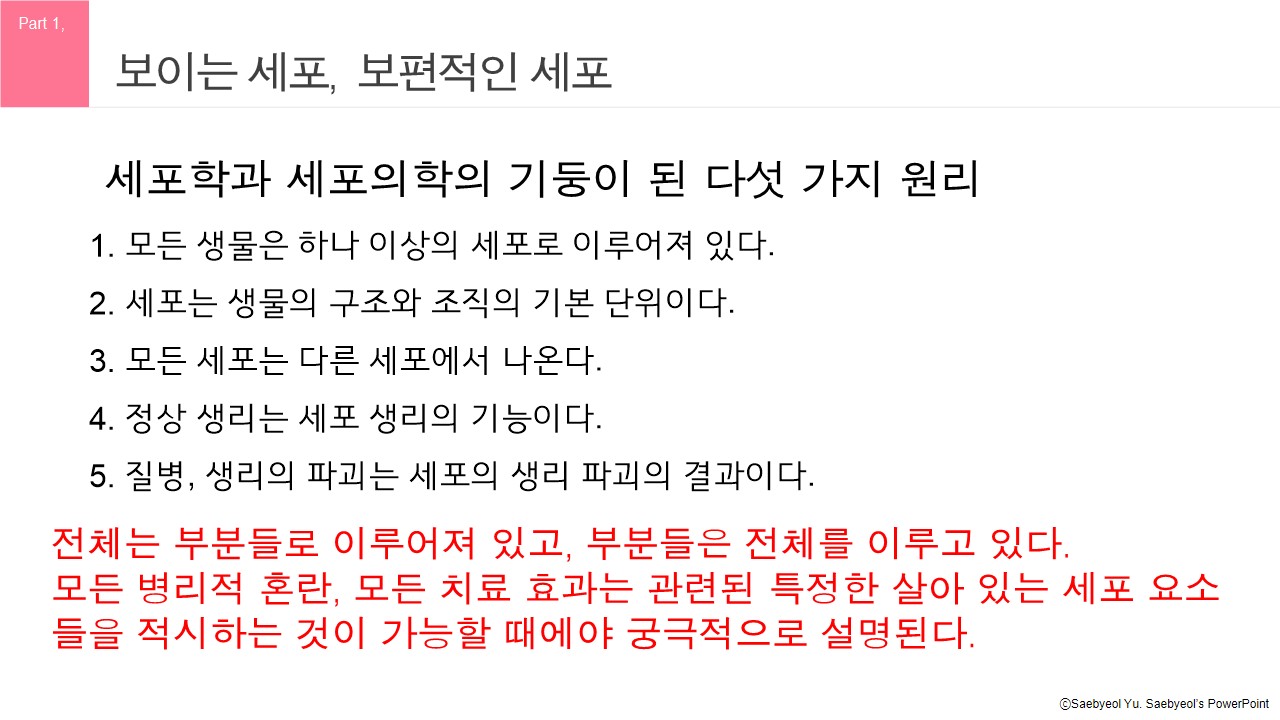 Part 1,
보이는 세포, 보편적인 세포
세포학과 세포의학의 기둥이 된 다섯 가지 원리
1. 모든 생물은 하나 이상의 세포로 이루어져 있다.
2. 세포는 생물의 구조와 조직의 기본 단위이다.
3. 모든 세포는 다른 세포에서 나온다.
4. 정상 생리는 세포 생리의 기능이다.
5. 질병, 생리의 파괴는 세포의 생리 파괴의 결과이다.
전체는 부분들로 이루어져 있고, 부분들은 전체를 이루고 있다.
모든 병리적 혼란, 모든 치료 효과는 관련된 특정한 살아 있는 세포 요소
들을 적시하는 것이 가능할 때에야 궁극적으로 설명된다.
ⓒSaebyeol Yu. Saebyeol's PowerPoint